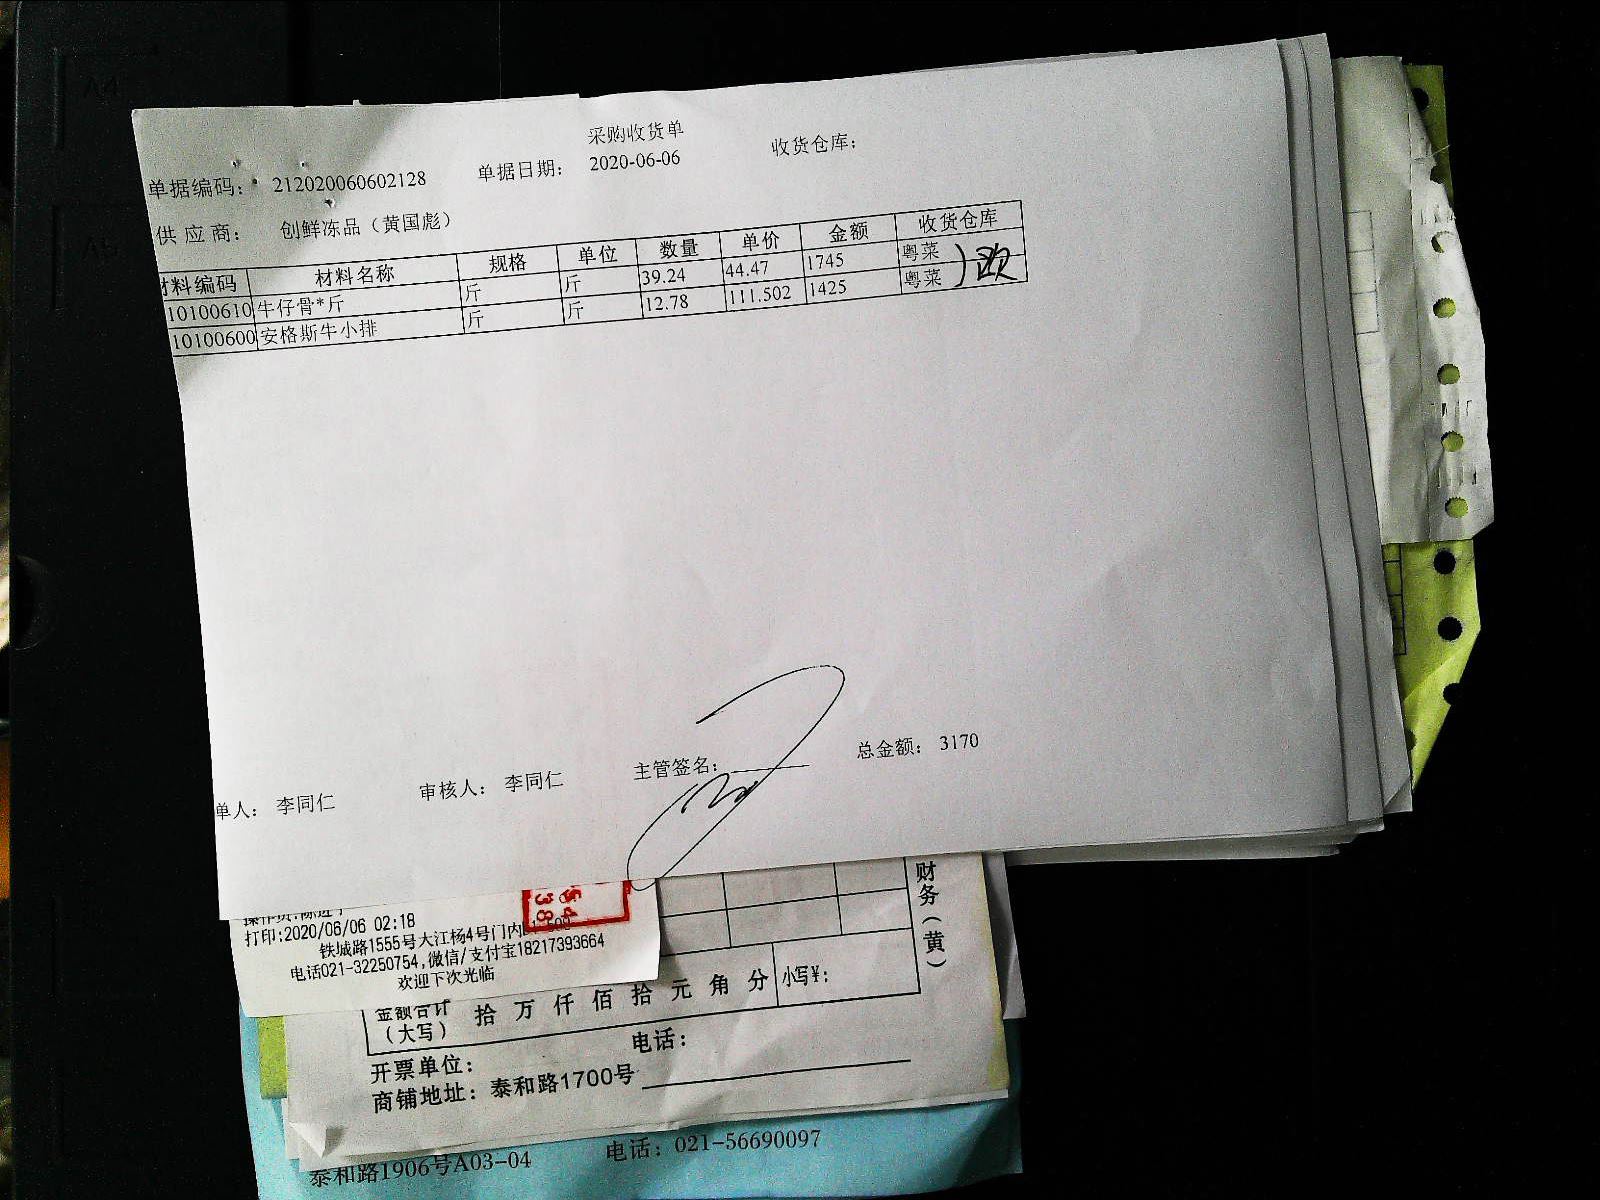 采购收货单
单据编码： 212020060602128 单据日期： 2020-06-06 收货仓库：
供 应 商： 创鲜冻品（黄国彪）
材料编码 材料名称 规格 单位 数量 单价 金额 收货仓库
10100610 牛仔骨*斤 斤 斤 39.24 44.47 1745 粤菜
10100600 安格斯牛小排 斤 斤 12.78 111.502 1425 粤菜
单人： 李同仁 审核人： 李同仁 主管签名： 总金额： 3170
打印:2020/06/06 02:18
铁城路1555号大江杨4号门内
电话021-32250754,微信/支付宝18217393664
欢迎下次光临
财务（黄）
金额合计（大写） 拾 万 仟 佰 拾 元 角 分 小写¥：
开票单位： 电话：
商铺地址：泰和路1700号
泰和路1906号A03-04 电话：021-56690097